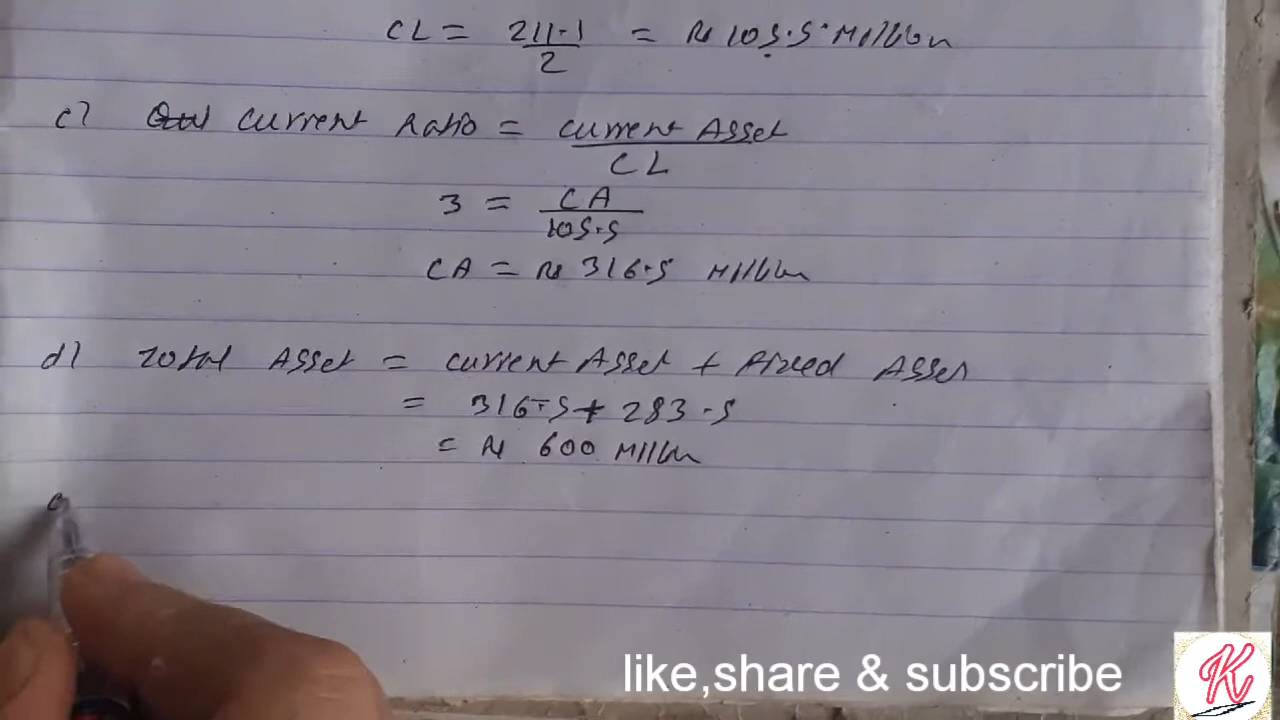 CL = 211.1 / 2 = Rs 105.5 Million
c) Current Ratio = Current Asset / CL
3 = CA / 105.5
CA = Rs 316.5 Million
d) Total Asset = Current Asset + Fixed Asset
= 316.5 + 283.5
= Rs 600 Million
like,share & subscribe
K